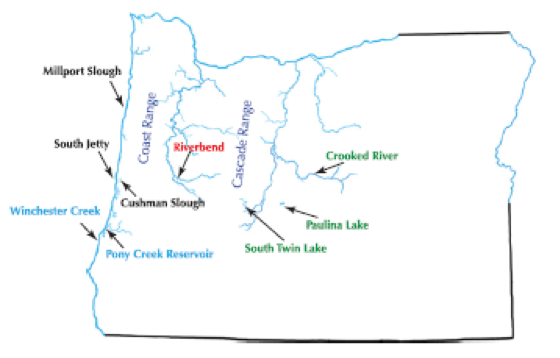 Millport Slough
Coast Range
Cascade Range
South Jetty
Riverbend
Crooked River
Cushman Slough
Winchester Creek
Paulina Lake
Pony Creek Reservoir
South Twin Lake